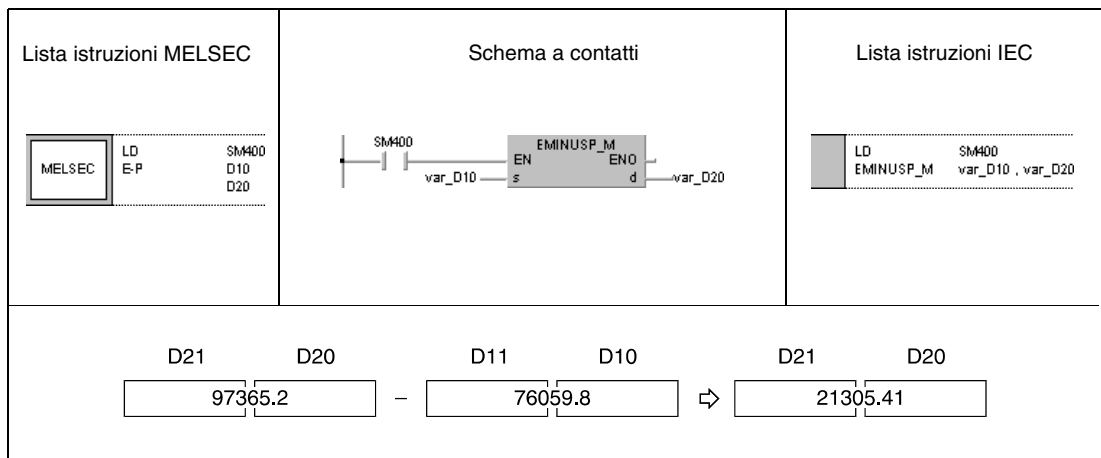 Lista istruzioni MELSEC
Schema a contatti
Lista istruzioni IEC
MELSEC
LD SM400
E-P D10
D20
SM400
EMINUSP_M
EN ENO
var_D10 s d var_D20
LD SM400
EMINUSP_M var_D10 , var_D20
D21 D20 D11 D10 D21 D20
97365.2 – 76059.8 ⇨ 21305.41